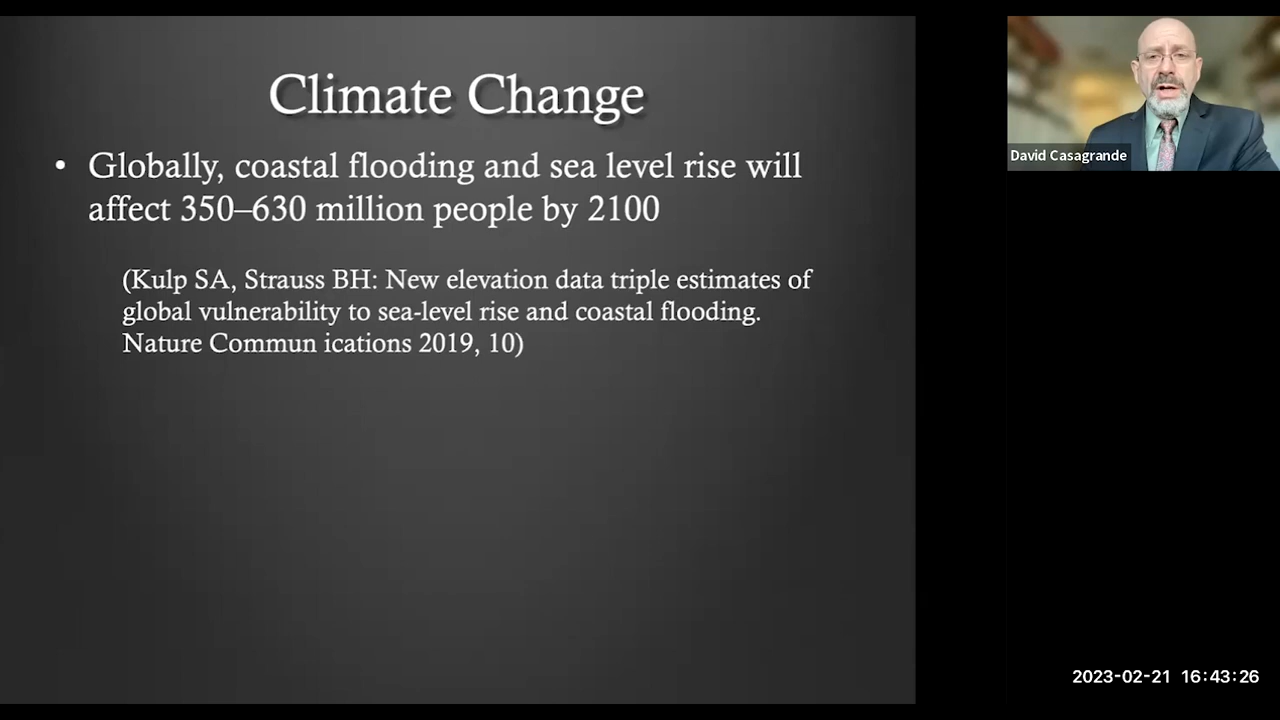 Climate Change
• Globally, coastal flooding and sea level rise will
affect 350–630 million people by 2100
(Kulp SA, Strauss BH: New elevation data triple estimates of
global vulnerability to sea-level rise and coastal flooding.
Nature Commun ications 2019, 10)
David Casagrande
2023-02-21 16:43:26